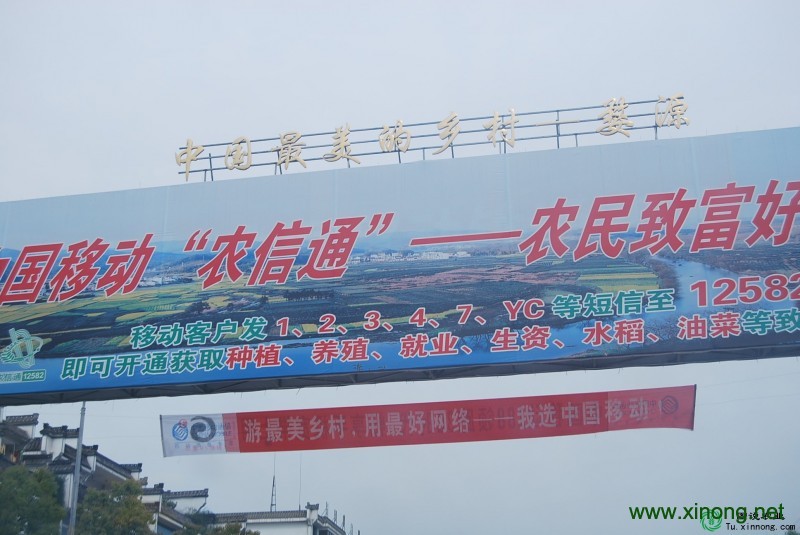 中国最美的乡村——婺源
中国移动“农信通”——农民致富好
移动客户发1、2、3、4、7、YC等短信至12582
即可开通获取种植、养殖、就业、生资、水稻、油菜等致
12582
游最美乡村，用最好网络——我选中国移动
www.xinong.net
Tu.xinong.com